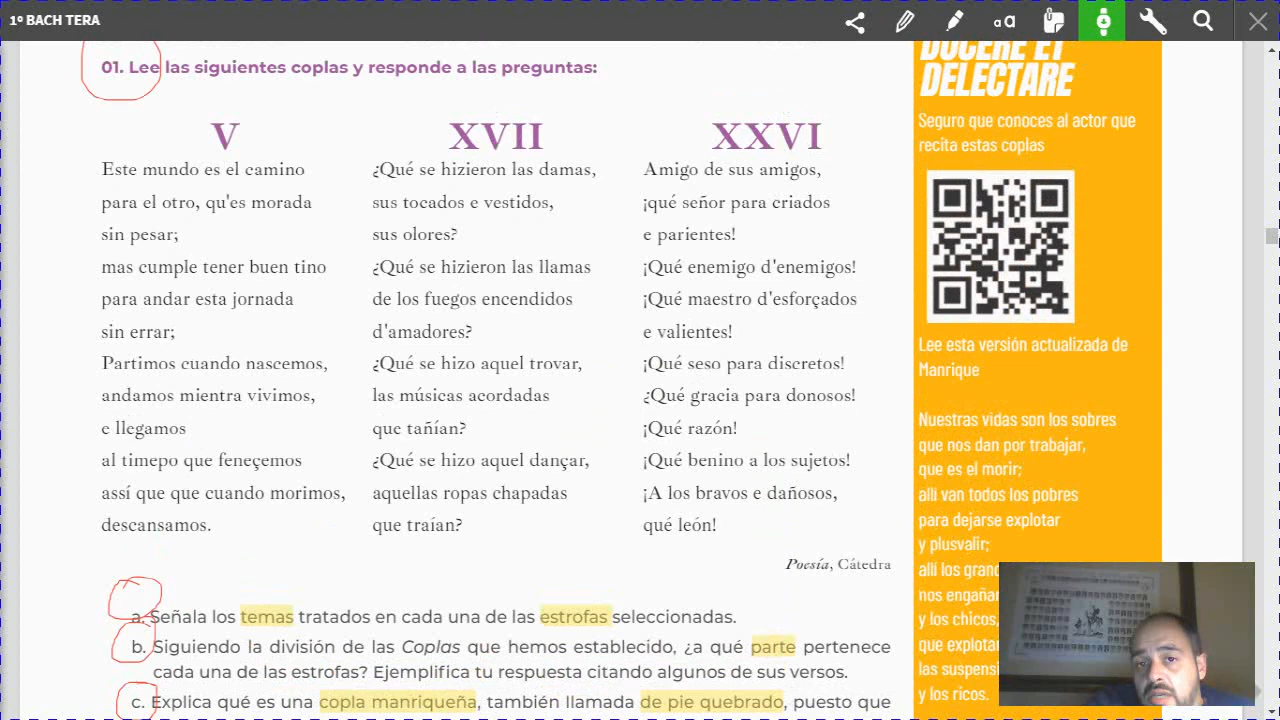 1º BACH TERA
aa
01. Lee las siguientes coplas y responde a las preguntas:
V
Este mundo es el camino
para el otro, qu'es morada
sin pesar;
mas cumple tener buen tino
para andar esta jornada
sin errar;
Partimos cuando nascemos,
andamos mientra vivimos,
e llegamos
al timepo que feneçemos
assí que que cuando morimos,
descansamos.
XVII
¿Qué se hizieron las damas,
sus tocados e vestidos,
sus olores?
¿Qué se hizieron las llamas
de los fuegos encendidos
d'amadores?
¿Qué se hizo aquel trovar,
las músicas acordadas
que tañían?
¿Qué se hizo aquel dançar,
aquellas ropas chapadas
que traían?
XXVI
Amigo de sus amigos,
¡qué señor para criados
e parientes!
¡Qué enemigo d'enemigos!
¡Qué maestro d'esforçados
e valientes!
¡Qué seso para discretos!
¿Qué gracia para donosos!
¡Qué razón!
¡Qué benino a los sujetos!
¡A los bravos e dañosos,
qué león!
Poesía, Cátedra
a. Señala los temas tratados en cada una de las estrofas seleccionadas.
b. Siguiendo la división de las Coplas que hemos establecido, ¿a qué parte pertenece
cada una de las estrofas? Ejemplifica tu respuesta citando algunos de sus versos.
c. Explica qué es una copla manriqueña, también llamada de pie quebrado, puesto que
DOCERE ET
DELECTARE
Seguro que conoces al actor que
recita estas coplas
Lee esta versión actualizada de
Manrique
Nuestras vidas son los sobres
que nos dan por trabajar,
que es el morir;
allí van todos los pobres
para dejarse explotar
y plusvalir;
allí los
nos
y los chicos,
que
las
y los ricos.